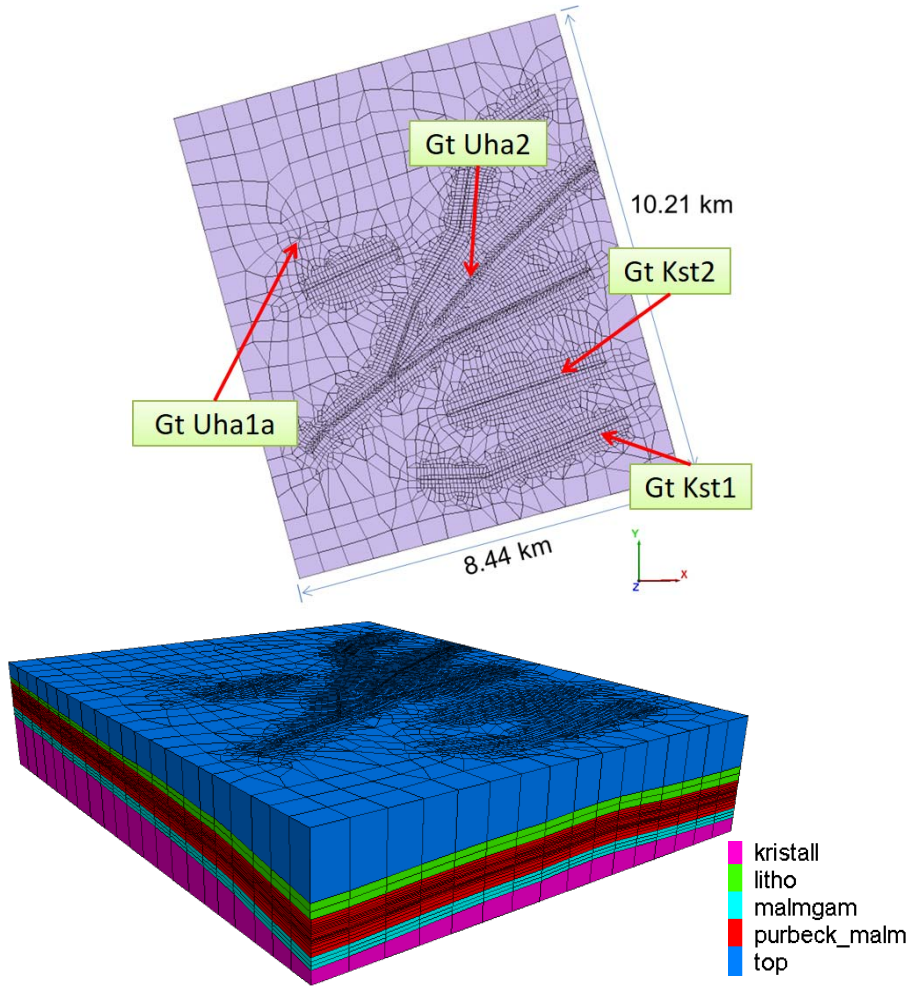 Gt Uha2
10.21 km
Gt Kst2
Gt Uha1a
Gt Kst1
8.44 km
Y
X
Z
kristall
litho
malmgam
purbeck_malm
top